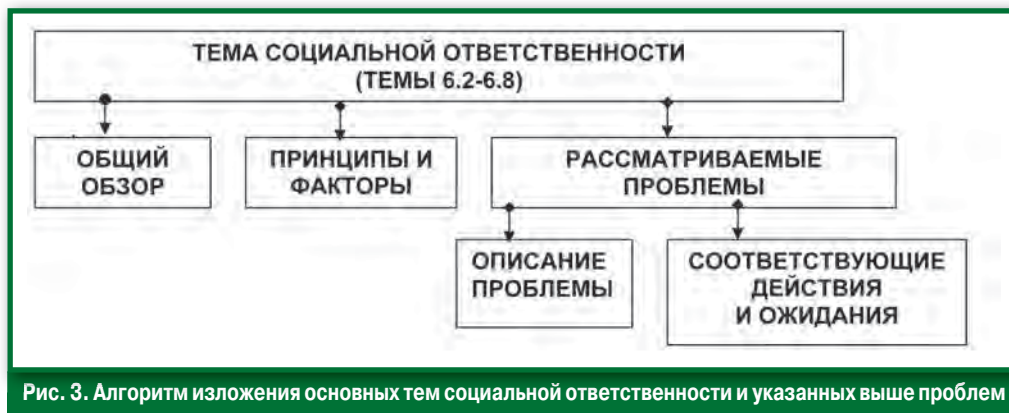 ТЕМА СОЦИАЛЬНОЙ ОТВЕТСТВЕННОСТИ
(ТЕМЫ 6.2-6.8)
ОБЩИЙ
ОБЗОР
ПРИНЦИПЫ И
ФАКТОРЫ
РАССМАТРИВАЕМЫЕ
ПРОБЛЕМЫ
ОПИСАНИЕ
ПРОБЛЕМЫ
СООТВЕТСТВУЮЩИЕ
ДЕЙСТВИЯ
И ОЖИДАНИЯ
Рис. 3. Алгоритм изложения основных тем социальной ответственности и указанных выше проблем